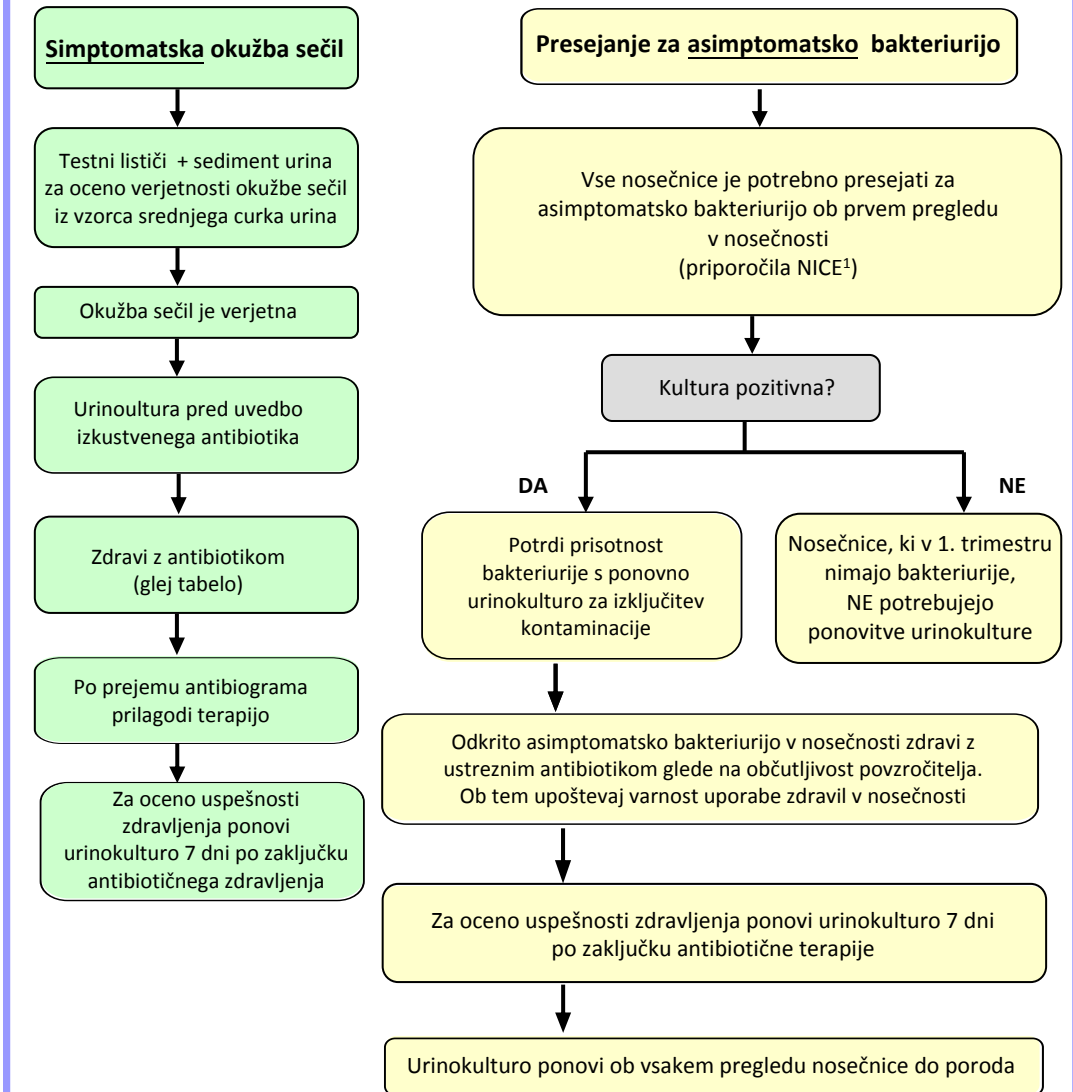 Simptomatska okužba sečil
Testni lističi + sediment urina
za oceno verjetnosti okužbe sečil
iz vzorca srednjega curka urina
Okužba sečil je verjetna
Urinoultura pred uvedbo
izkustvenega antibiotika
Zdravi z antibiotikom
(glej tabelo)
Po prejemu antibiograma
prilagodi terapijo
Za oceno uspešnosti
zdravljenja ponovi
urinokulturo 7 dni po zaključku
antibiotičnega zdravljenja
Presejanje za asimptomatsko bakteriurijo
Vse nosečnice je potrebno presejati za
asimptomatsko bakteriurijo ob prvem pregledu
v nosečnosti
(priporočila NICE¹)
Kultura pozitivna?
DA
NE
Potrdi prisotnost
bakteriurije s ponovno
urinokulturo za izključitev
kontaminacije
Nosečnice, ki v 1. trimestru
nimajo bakteriurije,
NE potrebujejo
ponovitve urinokulture
Odkrito asimptomatsko bakteriurijo v nosečnosti zdravi z
ustreznim antibiotikom glede na občutljivost povzročitelja.
Ob tem upoštevaj varnost uporabe zdravil v nosečnosti
Za oceno uspešnosti zdravljenja ponovi urinokulturo 7 dni
po zaključku antibiotične terapije
Urinokulturo ponovi ob vsakem pregledu nosečnice do poroda